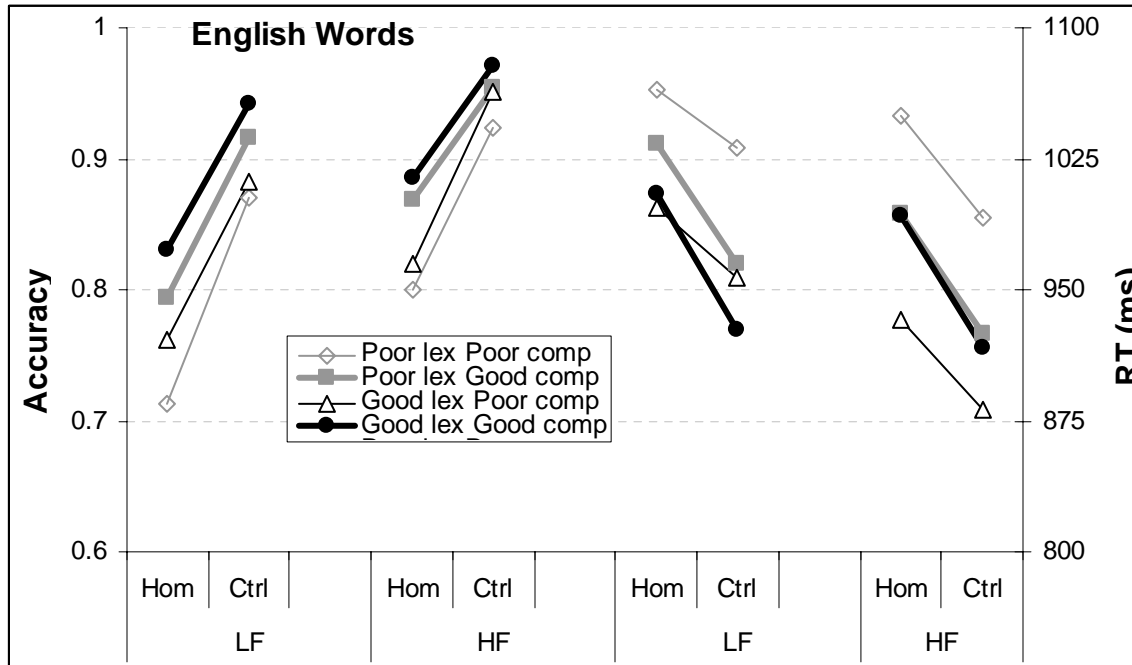 English Words
Accuracy
1
0.9
0.8
0.7
0.6
Poor lex Poor comp
Poor lex Good comp
Good lex Poor comp
Good lex Good comp
1100
1025
950
875
800
RT (ms)
Hom Ctrl Hom Ctrl Hom Ctrl Hom Ctrl
LF HF LF HF